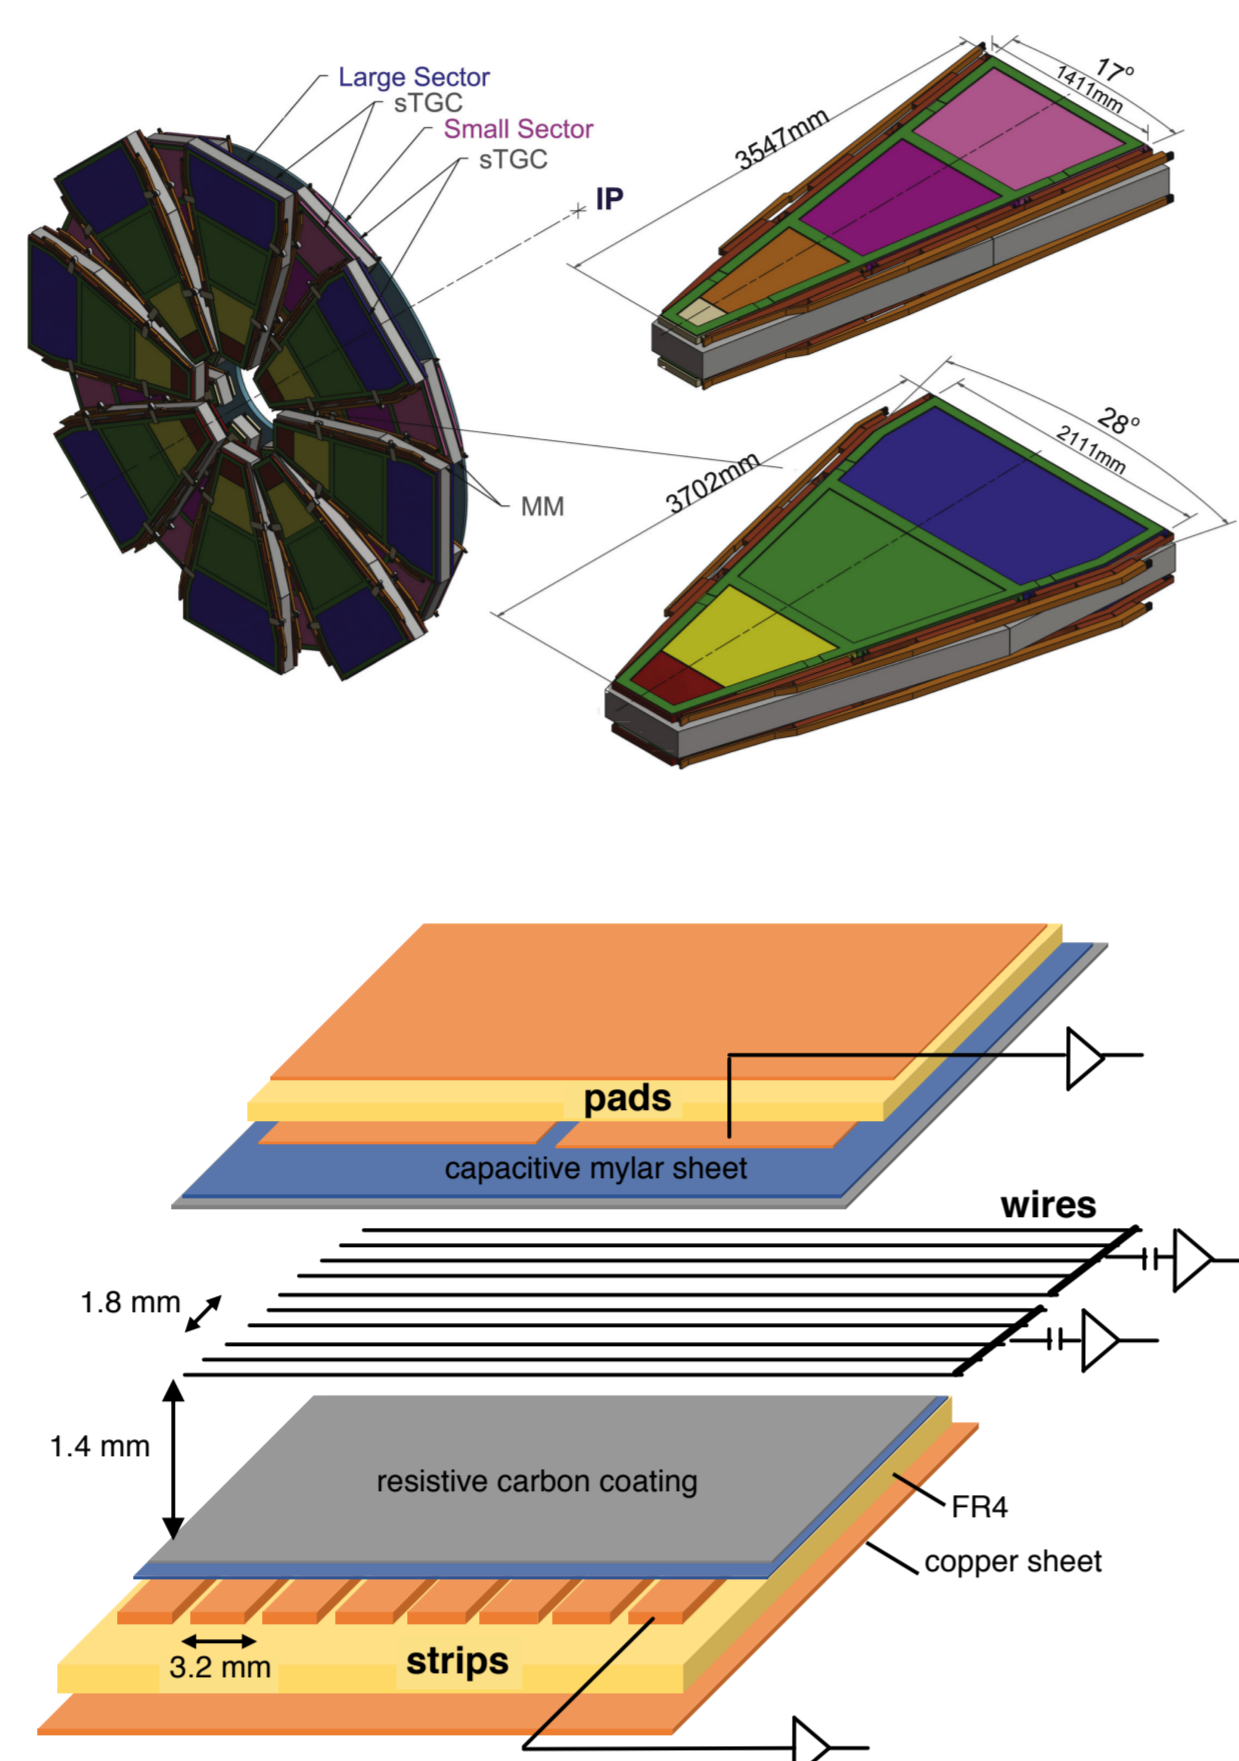 Large Sector
sTGC
Small Sector
sTGC
IP
MM
3547mm
17°
1411mm
3702mm
28°
2111mm
pads
capacitive mylar sheet
wires
1.8 mm
1.4 mm
resistive carbon coating
FR4
copper sheet
3.2 mm
strips